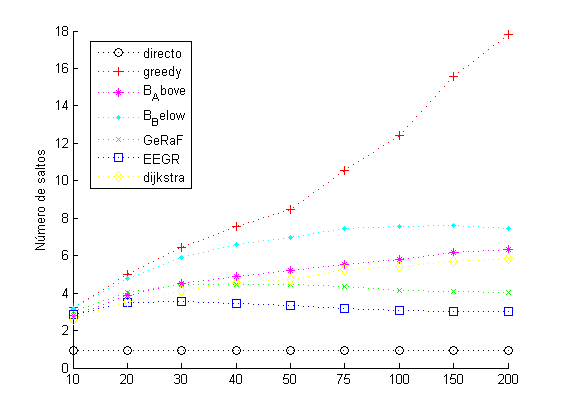 18
16
14
12
10
8
6
4
2
0
Número de saltos
directo
greedy
B_Above
B_Below
GeRaF
EEGR
dijkstra
10 20 30 40 50 75 100 150 200